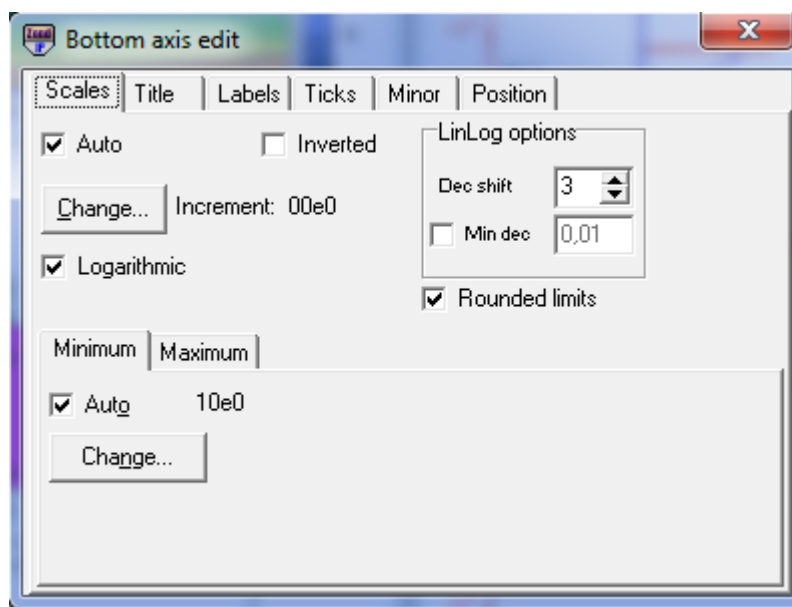 Bottom axis edit
Scales Title Labels Ticks Minor Position
Auto Inverted
LinLog options
Dec shift 3
Change... Increment: 00e0
Min dec 0,01
Logarithmic
Rounded limits
Minimum Maximum
Auto 10e0
Change...